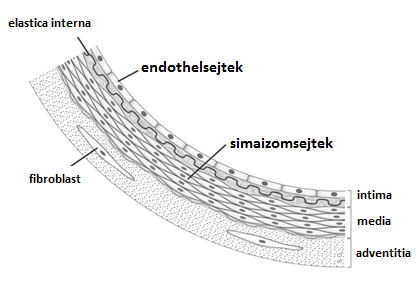 elastica interna
endothelsejtek
simaizomsejtek
fibroblast
intima
media
adventitia